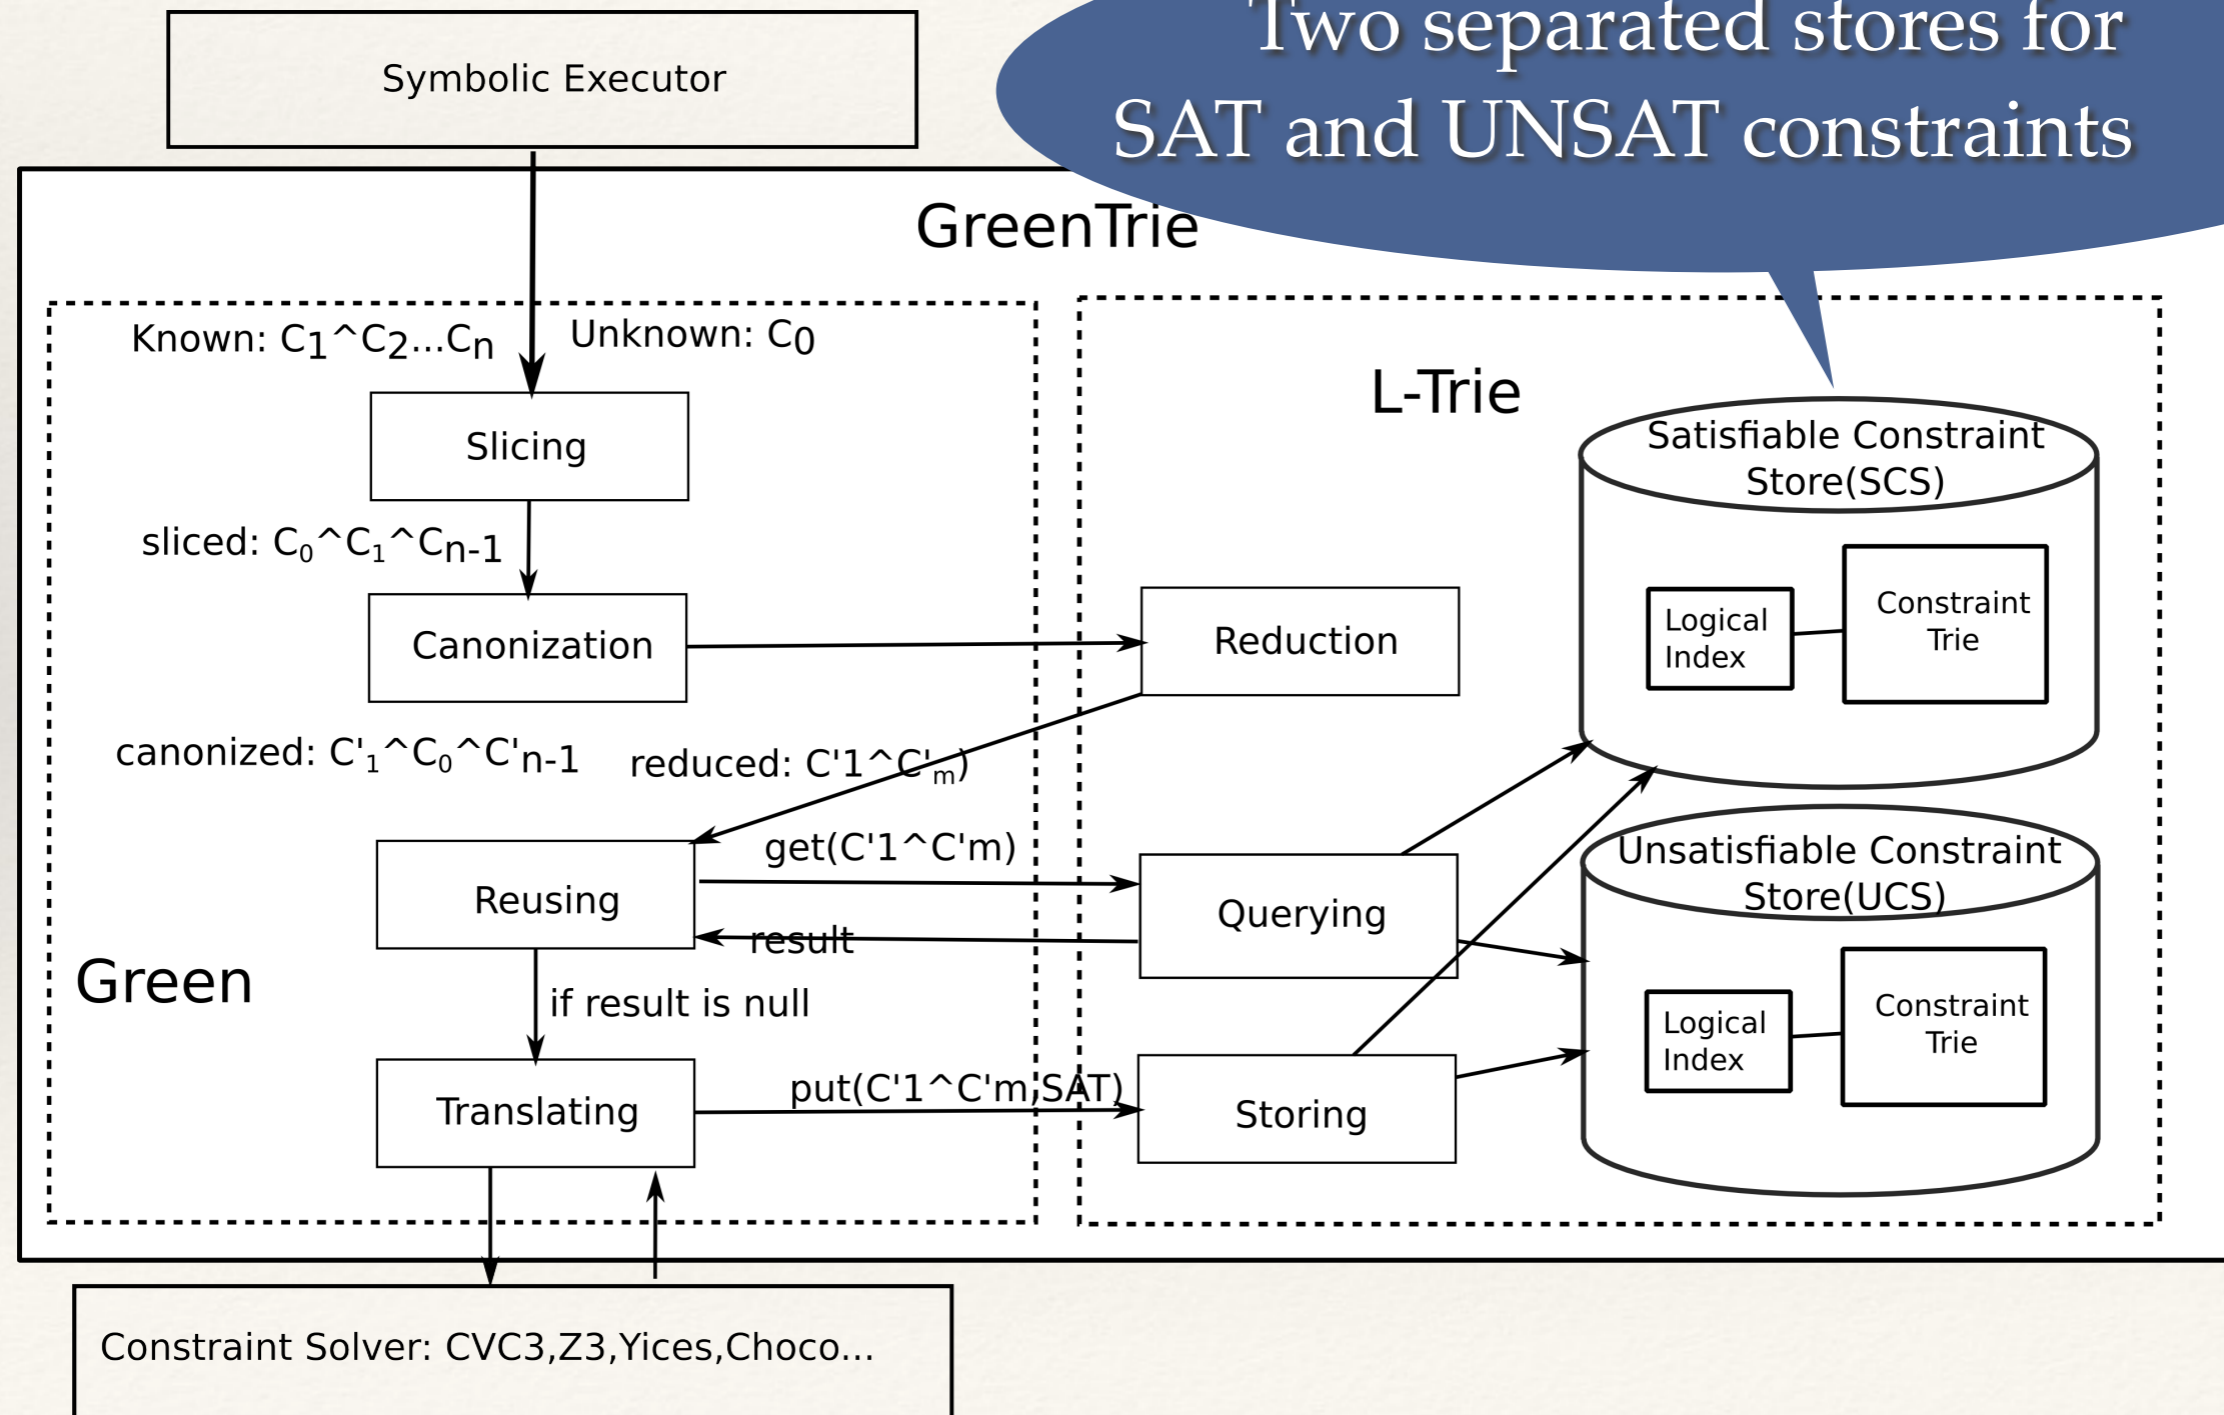 Two separated stores for
SAT and UNSAT constraints
Symbolic Executor
GreenTrie
Known: C1^C2...Cn
Unknown: C0
L-Trie
Slicing
Satisfiable Constraint
Store(SCS)
sliced: C0^C1^Cn-1
Canonization
Reduction
Logical
Index
Constraint
Trie
canonized: C'1^C0^C'n-1
reduced: C'1^C'm)
get(C'1^C'm)
Reusing
Querying
Unsatisfiable Constraint
Store(UCS)
result
Green
if result is null
Logical
Index
Constraint
Trie
Translating
put(C'1^C'm,SAT)
Storing
Constraint Solver: CVC3,Z3,Yices,Choco...